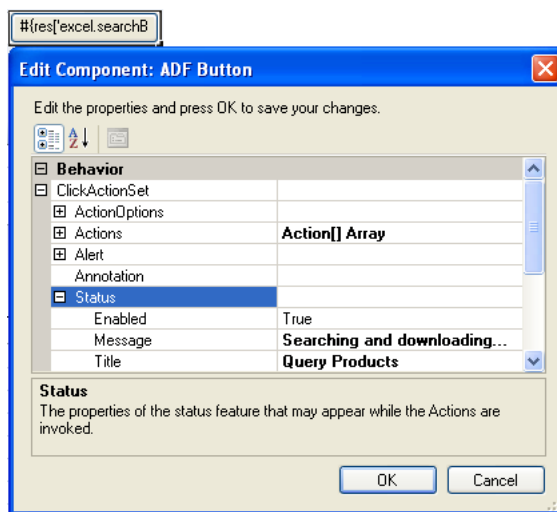 #{res['excel.searchB
Edit Component: ADF Button
Edit the properties and press OK to save your changes.
Behavior
ClickActionSet
ActionOptions
Actions Action[] Array
Alert
Annotation
Status
Enabled True
Message Searching and downloading...
Title Query Products
Status
The properties of the status feature that may appear while the Actions are
invoked.
OK Cancel